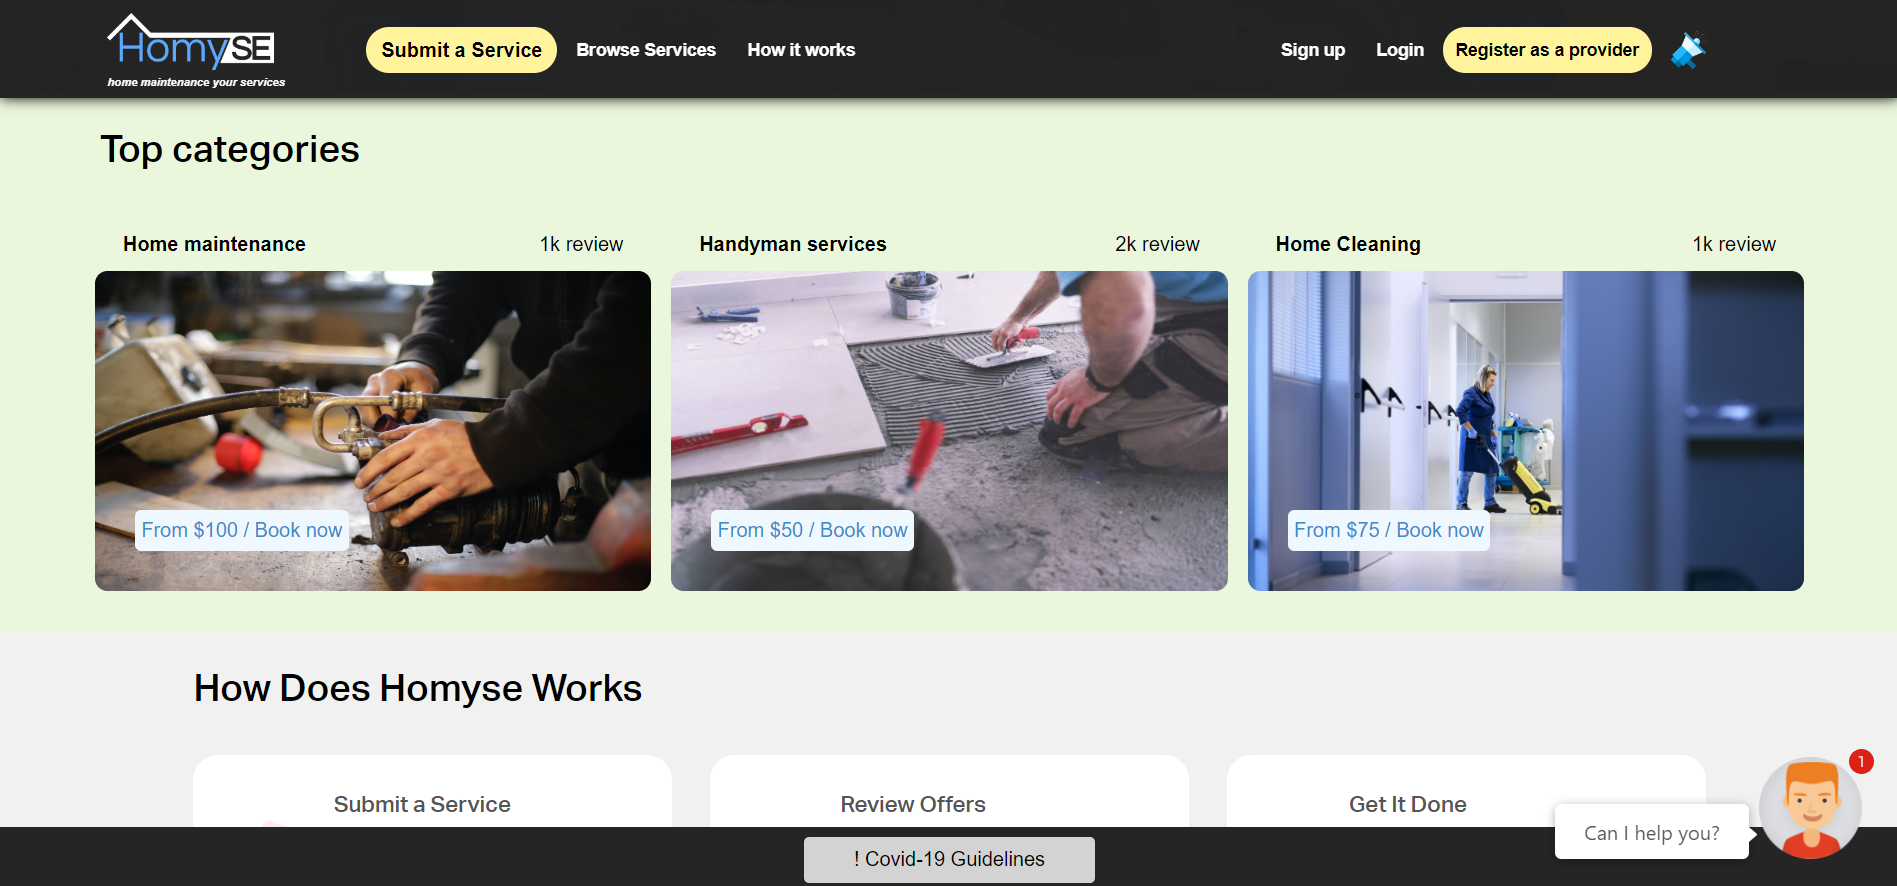 HomySE
home maintenance your services
Submit a Service
Browse Services
How it works
Sign up
Login
Register as a provider
Top categories
Home maintenance
1k review
Handyman services
2k review
Home Cleaning
1k review
From $100 / Book now
From $50 / Book now
From $75 / Book now
How Does Homyse Works
Submit a Service
Review Offers
Get It Done
1
Can I help you?
! Covid-19 Guidelines